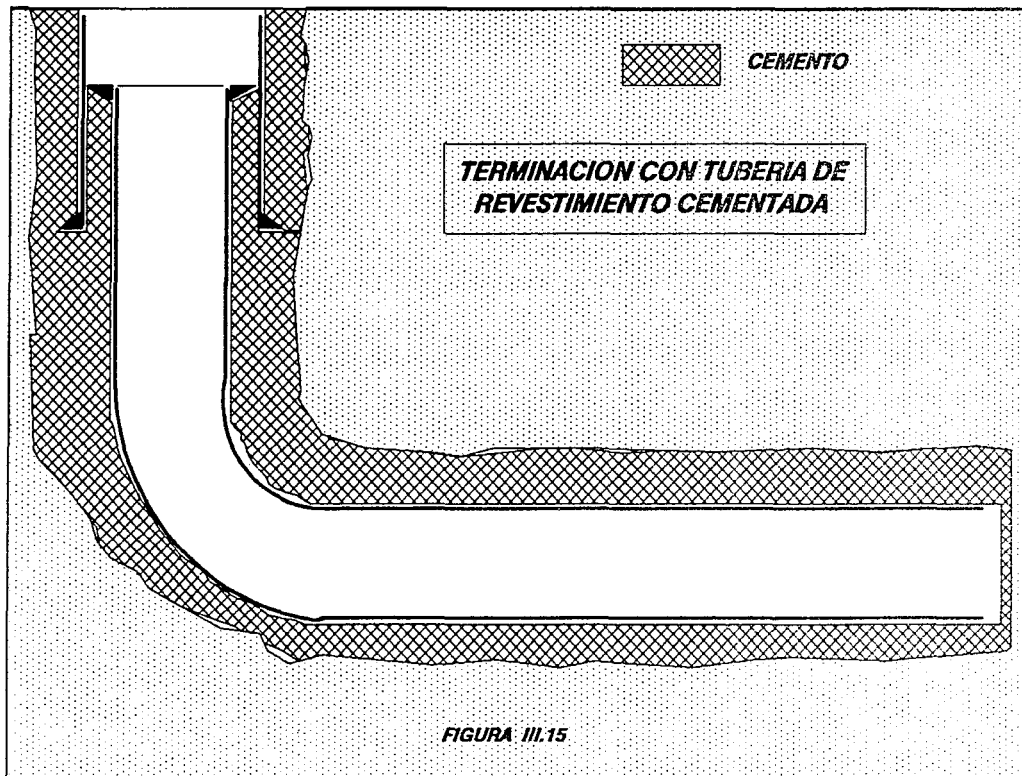 CEMENTO
TERMINACION CON TUBERIA DE
REVESTIMIENTO CEMENTADA
FIGURA III.15